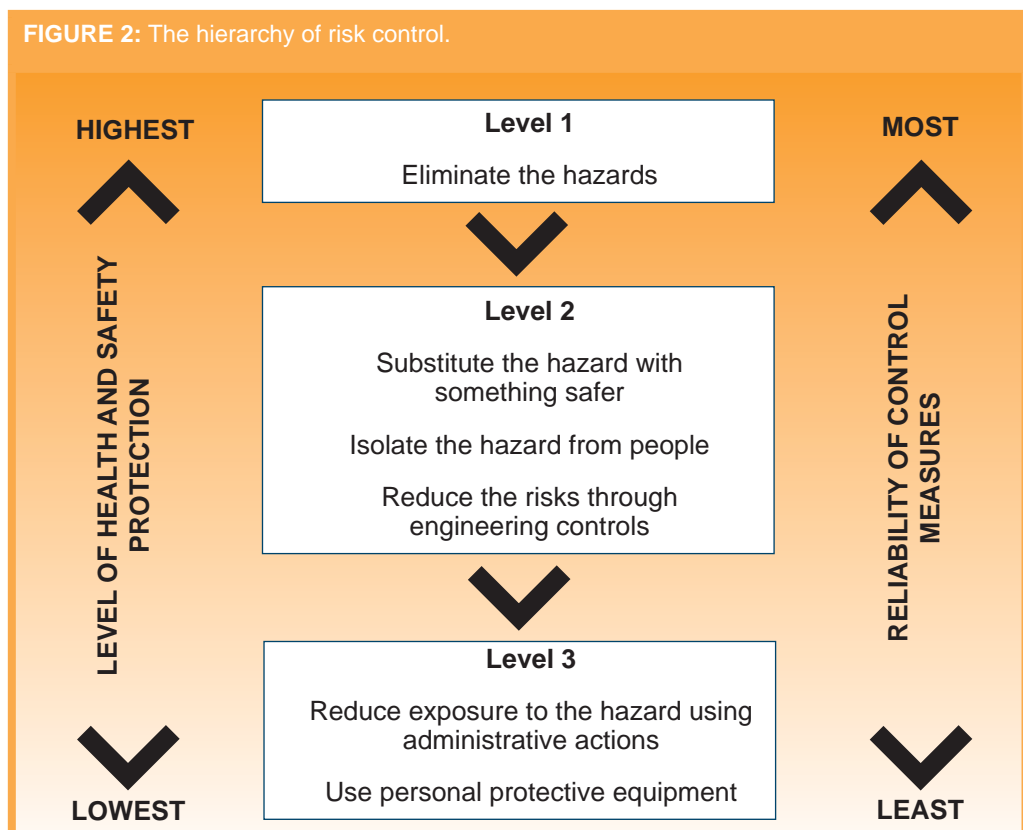 FIGURE 2: The hierarchy of risk control.
HIGHEST
MOST
Level 1
Eliminate the hazards
LEVEL OF HEALTH AND SAFETY
PROTECTION
Level 2
Substitute the hazard with
something safer
Isolate the hazard from people
Reduce the risks through
engineering controls
RELIABILITY OF CONTROL
MEASURES
Level 3
Reduce exposure to the hazard using
administrative actions
Use personal protective equipment
LOWEST
LEAST